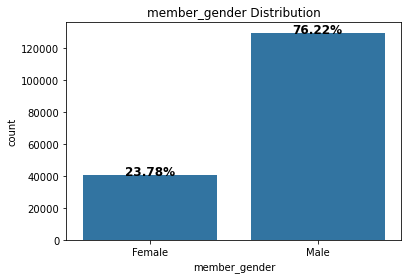 member_gender Distribution
76.22%
23.78%
120000
100000
80000
60000
40000
20000
0
count
Female
Male
member_gender